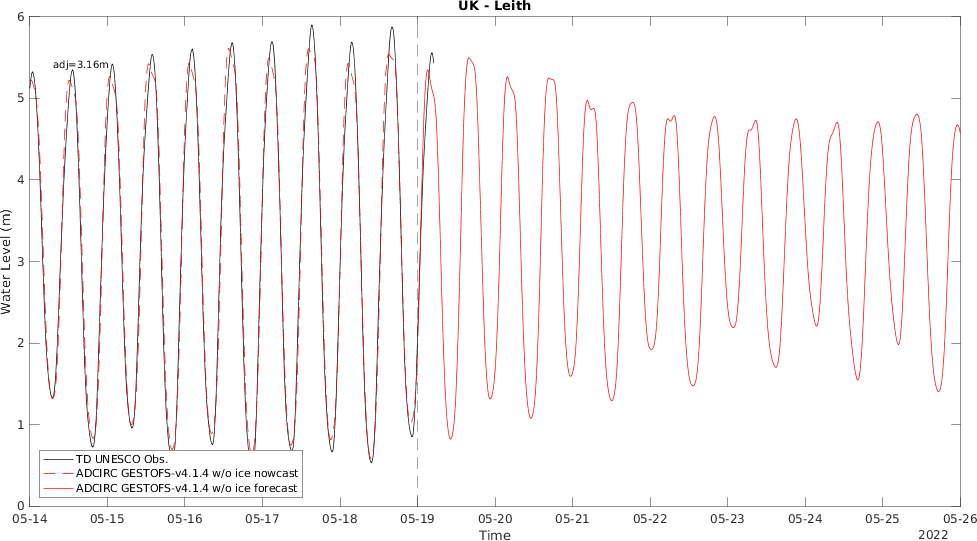 UK - Leith
6
5
4
3
2
1
0
Water Level (m)
adj=3.16m
TD UNESCO Obs.
ADCIRC GESTOFS-v4.1.4 w/o ice nowcast
ADCIRC GESTOFS-v4.1.4 w/o ice forecast
05-14 05-15 05-16 05-17 05-18 05-19 05-20 05-21 05-22 05-23 05-24 05-25 05-26
Time
2022